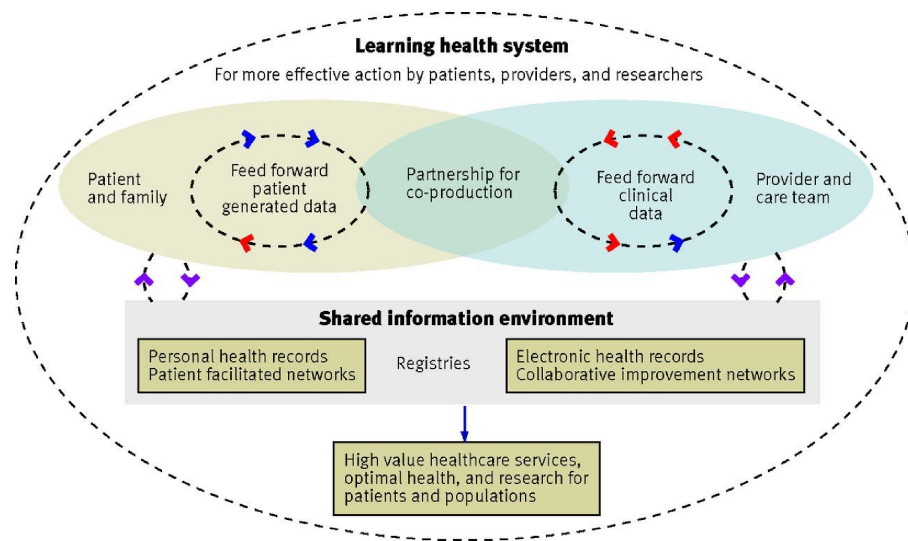 Learning health system
For more effective action by patients, providers, and researchers
Patient
and family
Feed forward
patient
generated data
Partnership for
co-production
Feed forward
clinical
data
Provider and
care team
Shared information environment
Personal health records
Patient facilitated networks
Registries
Electronic health records
Collaborative improvement networks
High value healthcare services,
optimal health, and research for
patients and populations